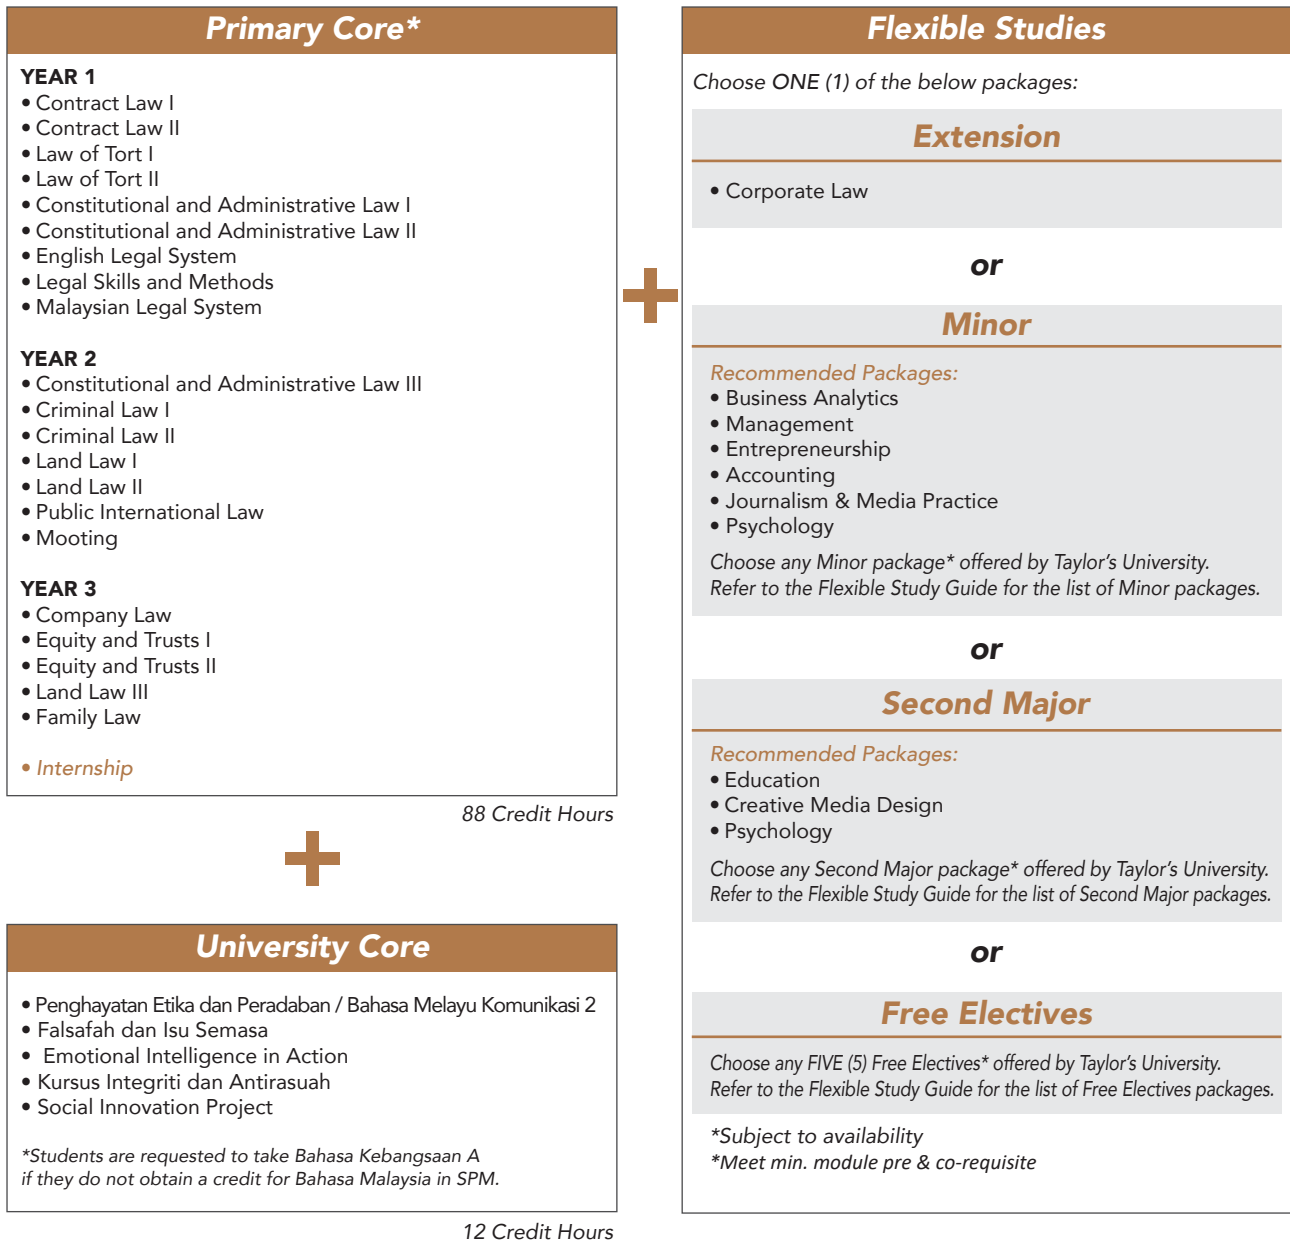 Primary Core*
YEAR 1
• Contract Law I
• Contract Law II
• Law of Tort I
• Law of Tort II
• Constitutional and Administrative Law I
• Constitutional and Administrative Law II
• English Legal System
• Legal Skills and Methods
• Malaysian Legal System
YEAR 2
• Constitutional and Administrative Law III
• Criminal Law I
• Criminal Law II
• Land Law I
• Land Law II
• Public International Law
• Mooting
YEAR 3
• Company Law
• Equity and Trusts I
• Equity and Trusts II
• Land Law III
• Family Law
• Internship
88 Credit Hours
+
University Core
• Penghayatan Etika dan Peradaban / Bahasa Melayu Komunikasi 2
• Falsafah dan Isu Semasa
• Emotional Intelligence in Action
• Kursus Integriti dan Antirasuah
• Social Innovation Project
*Students are requested to take Bahasa Kebangsaan A
if they do not obtain a credit for Bahasa Malaysia in SPM.
12 Credit Hours
+
Flexible Studies
Choose ONE (1) of the below packages:
Extension
• Corporate Law
or
Minor
Recommended Packages:
• Business Analytics
• Management
• Entrepreneurship
• Accounting
• Journalism & Media Practice
• Psychology
Choose any Minor package* offered by Taylor's University.
Refer to the Flexible Study Guide for the list of Minor packages.
or
Second Major
Recommended Packages:
• Education
• Creative Media Design
• Psychology
Choose any Second Major package* offered by Taylor's University.
Refer to the Flexible Study Guide for the list of Second Major packages.
or
Free Electives
Choose any FIVE (5) Free Electives* offered by Taylor's University.
Refer to the Flexible Study Guide for the list of Free Electives packages.
*Subject to availability
*Meet min. module pre & co-requisite